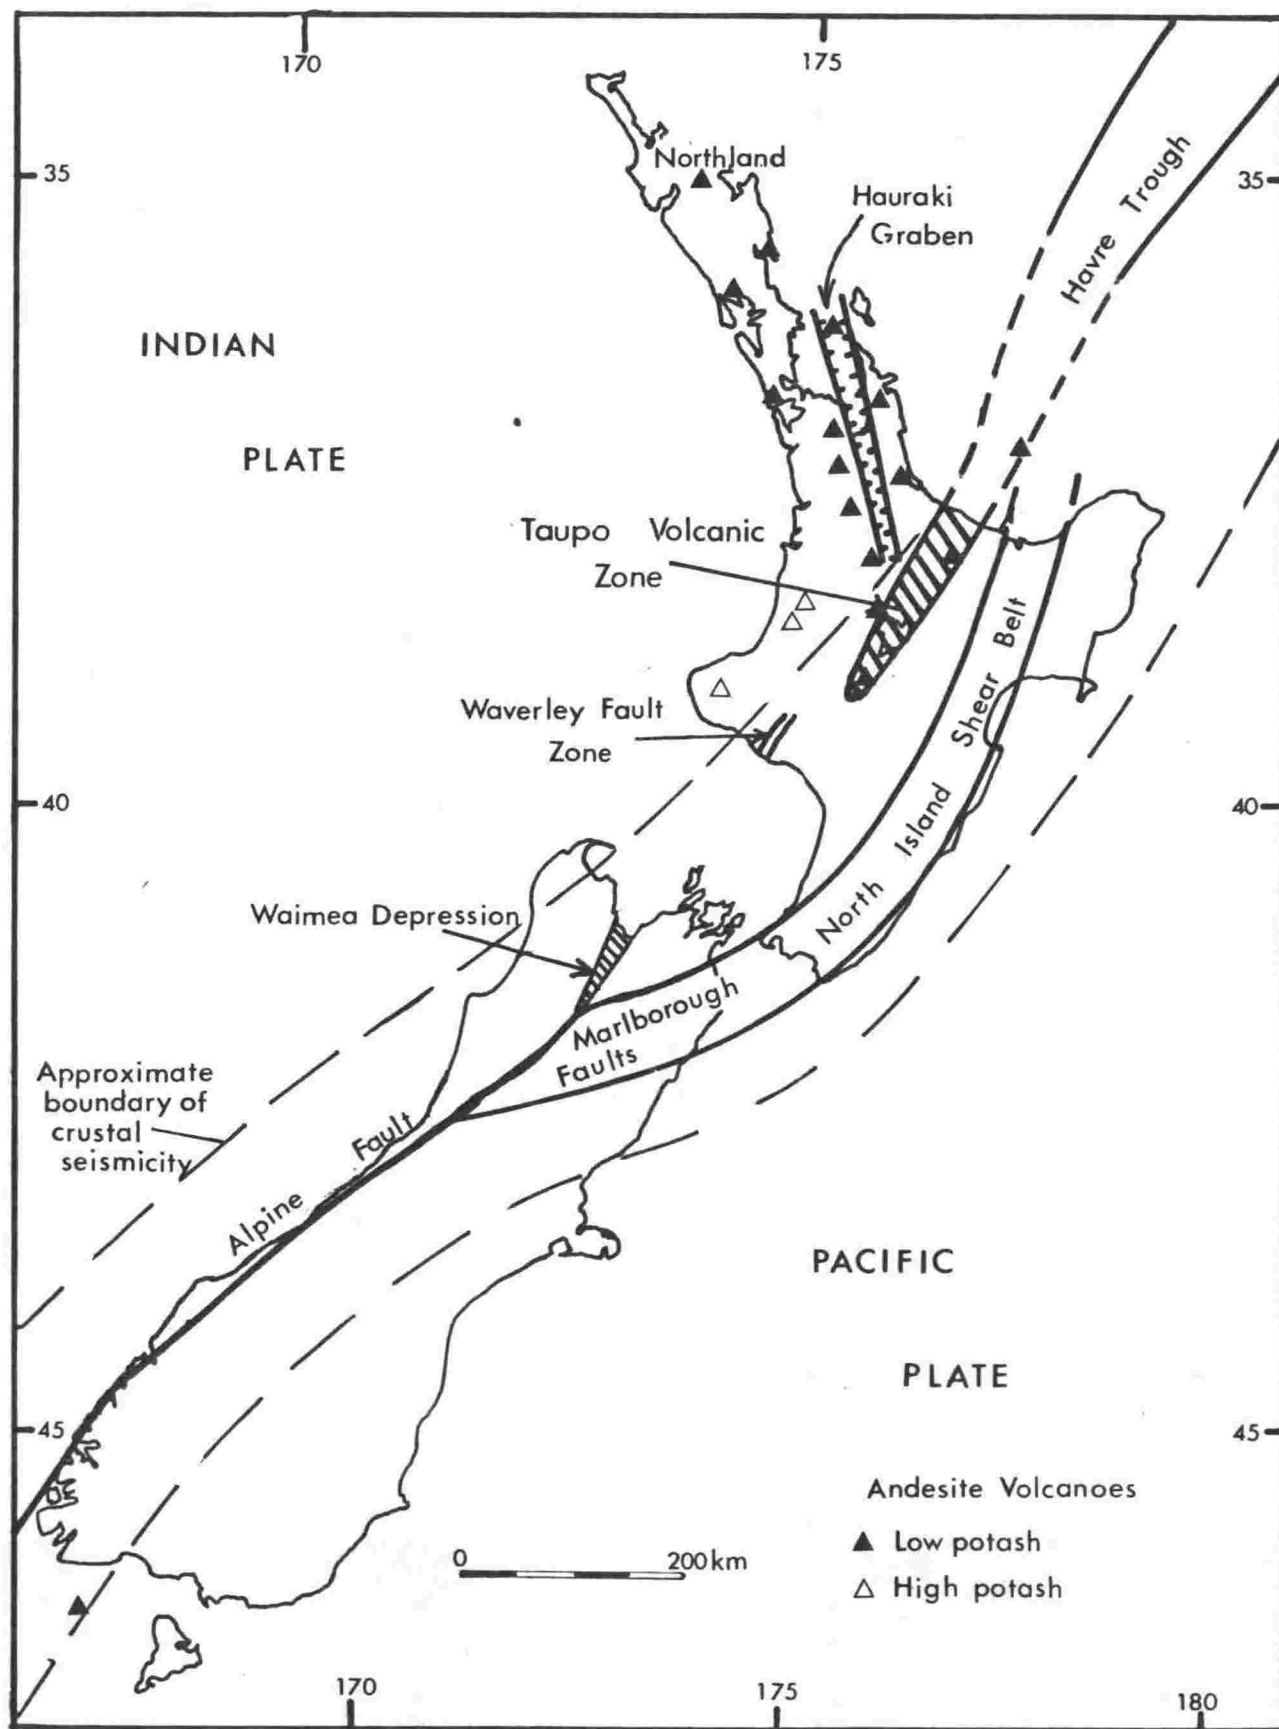 170
175
35
35
Northland
Hauraki
Graben
Havre Trough
INDIAN
PLATE
Taupo Volcanic
Zone
Waverley Fault
Zone
North Island Shear Belt
40
40
Waimea Depression
Marlborough
Faults
Approximate
boundary of
crustal
seismicity
Alpine Fault
PACIFIC
PLATE
45
45
Andesite Volcanoes
Low potash
High potash
0
200km
170
175
180